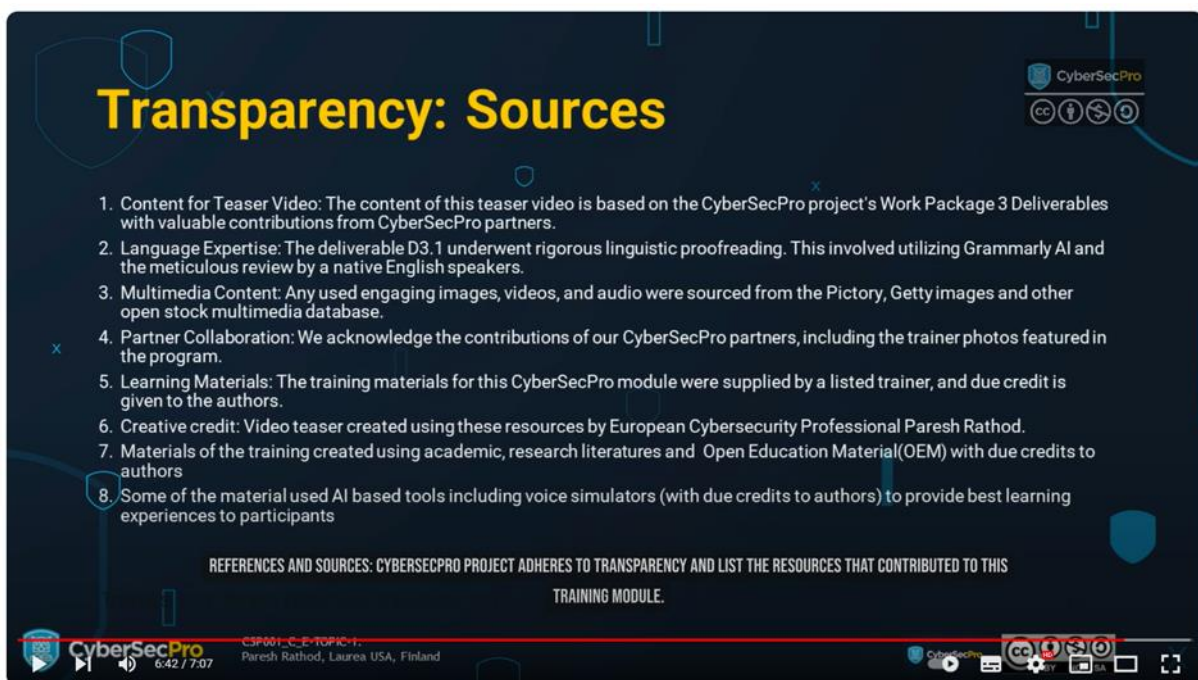 Transparency: Sources
CyberSecPro
1. Content for Teaser Video: The content of this teaser video is based on the CyberSecPro project's Work Package 3 Deliverables
with valuable contributions from CyberSecPro partners.
2. Language Expertise: The deliverable D3.1 underwent rigorous linguistic proofreading. This involved utilizing Grammarly AI and
the meticulous review by a native English speakers.
3. Multimedia Content: Any used engaging images, videos, and audio were sourced from the Pictory, Getty images and other
open stock multimedia database.
4. Partner Collaboration: We acknowledge the contributions of our CyberSecPro partners, including the trainer photos featured in
the program.
5. Learning Materials: The training materials for this CyberSecPro module were supplied by a listed trainer, and due credit is
given to the authors.
6. Creative credit: Video teaser created using these resources by European Cybersecurity Professional Paresh Rathod.
7. Materials of the training created using academic, research literatures and Open Education Material(OEM) with due credits to
authors
8. Some of the material used AI based tools including voice simulators (with due credits to authors) to provide best learning
experiences to participants
REFERENCES AND SOURCES: CYBERSECPRO PROJECT ADHERES TO TRANSPARENCY AND LIST THE RESOURCES THAT CONTRIBUTED TO THIS
TRAINING MODULE.
CyberSecPro
CSP001_C_E-TOPIC-1:
Paresh Rathod, Laurea USA, Finland
6:42 / 7:07
CyberSecPro
HD
BY SA